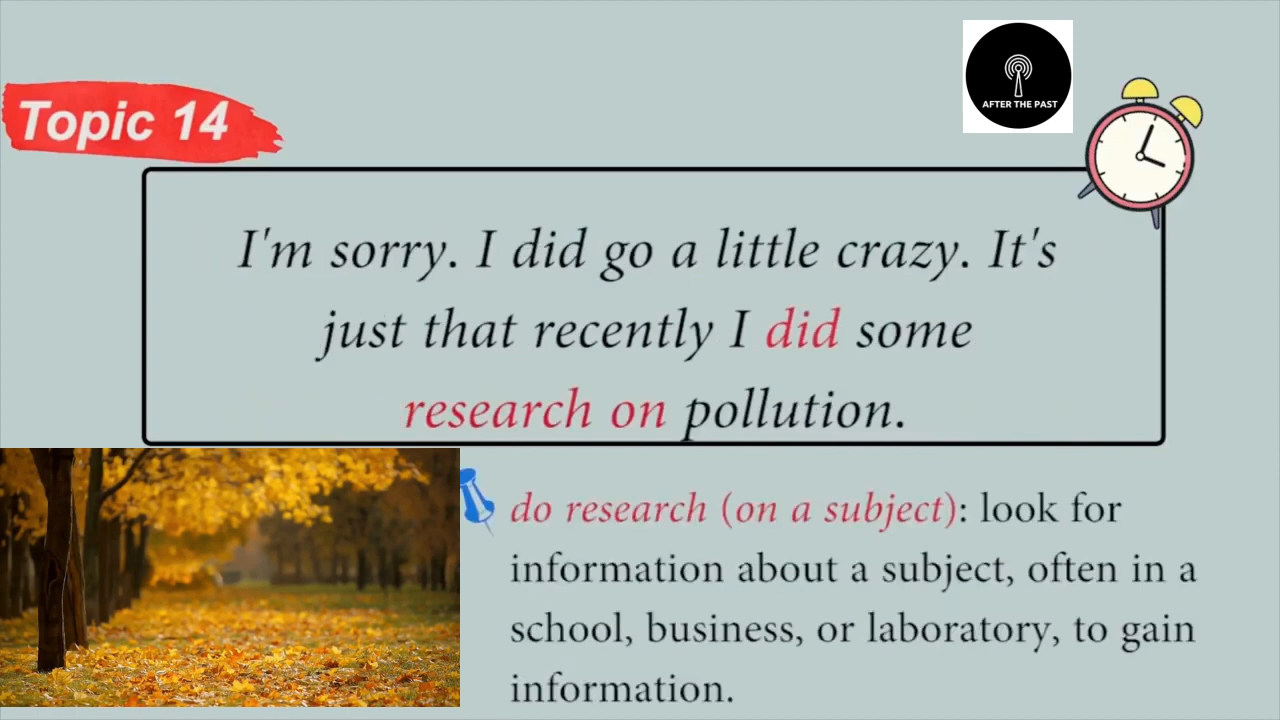 AFTER THE PAST
Topic 14
I'm sorry. I did go a little crazy. It's
just that recently I did some
research on pollution.
do research (on a subject): look for
information about a subject, often in a
school, business, or laboratory, to gain
information.